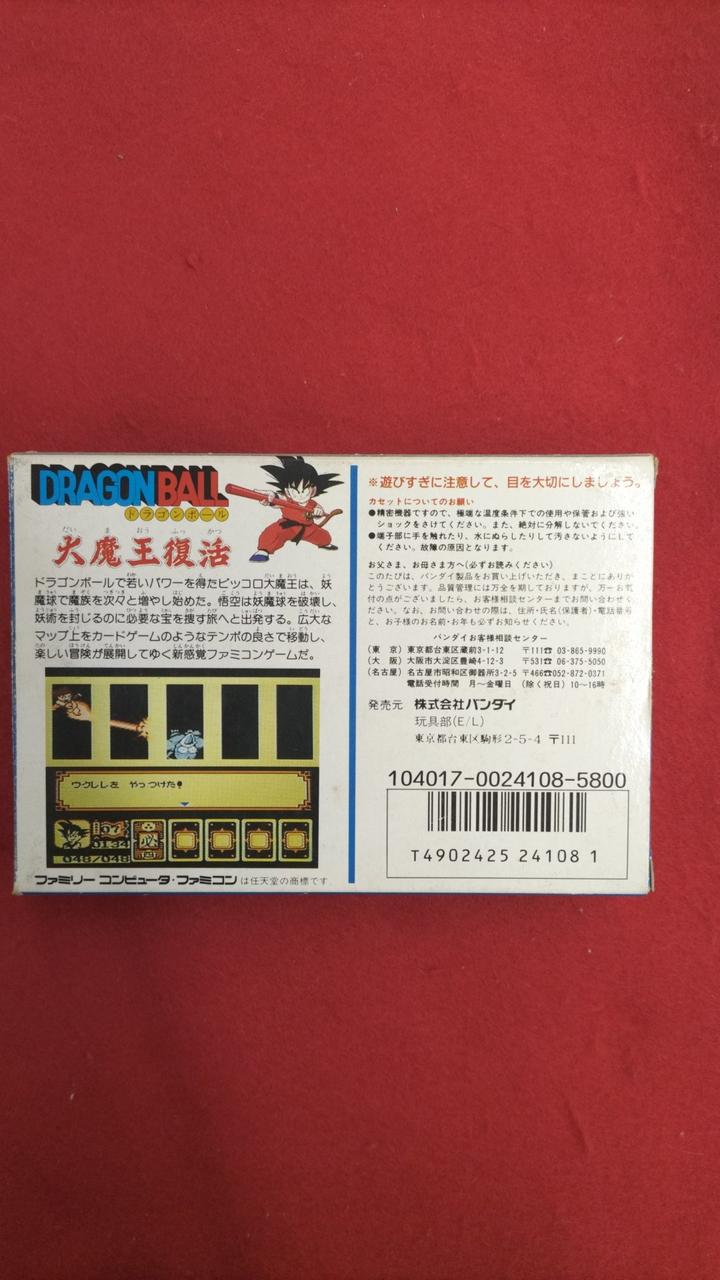 DRAGON BALL
ドラゴンボール
だい ま おう ふっ かつ
大魔王復活
ドラゴンボールで若いパワーを得たピッコロ大魔王は、妖
魔球で魔族を次々と増やし始めた。悟空は妖魔球を破壊し、
妖術を封じるのに必要な宝を捜す旅へと出発する。広大な
マップ上をカードゲームのようなテンポの良さで移動し、
楽しい冒険が展開してゆく新感覚ファミコンゲームだ。
ウクレレを やっつけた!
07
01:34
必
048/048
ファミリー コンピュータ・ファミコンは任天堂の商標です
※遊びすぎに注意して、目を大切にしましょう。
カセットについてのお願い
●精密機器ですので、極端な温度条件下での使用や保管および強い
ショックをさけてください。また、絶対に分解しないでください。
●端子部に手を触れたり、水にぬらしたりして汚さないようにして
ください。故障の原因となります。
お父さま、お母さま方へ(必ずお読みください)
このたびは、バンダイ製品をお買い上げいただき、まことにありが
とうございます。品質管理には万全を期しておりますが、万一お気
付の点がございましたら、お客様相談センターまでお問い合わせく
ださい。なお、お問い合わせの際は、住所・氏名(保護者)・電話番号
と、お子様のお名前・お年も必ずお知らせください。
バンダイお客様相談センター
(東 京) 東京都台東区蔵前3-1-12 〒111☎ 03-865-9990
(大 阪) 大阪市大淀区豊崎4-12-3 〒531☎ 06-375-5050
(名古屋) 名古屋市昭和区御器所3-2-5 〒466☎052-872-0371
電話受付時間 月〜金曜日 (除く祝日) 10〜16時
発売元 株式会社バンダイ
玩具部(E/L)
東京都台東区駒形2-5-4 〒111
104017-0024108-5800
T4902425 24108 1